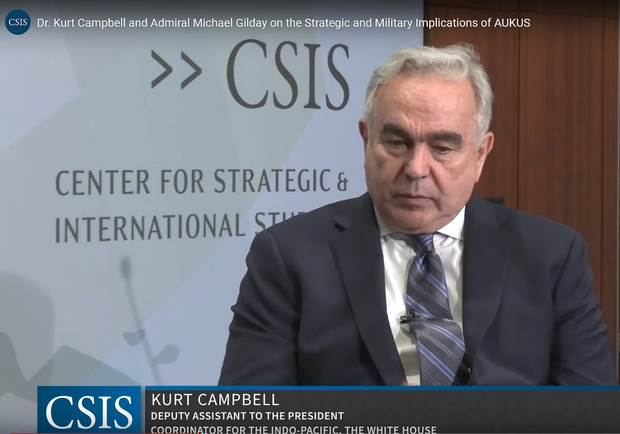 CSIS
Dr. Kurt Campbell and Admiral Michael Gilday on the Strategic and Military Implications of AUKUS
>> CSIS
CENTER FOR STRATEGIC &
INTERNATIONAL STU
CSIS
KURT CAMPBELL
DEPUTY ASSISTANT TO THE PRESIDENT
COORDINATOR FOR THE INDO-PACIFIC, THE WHITE HOUSE